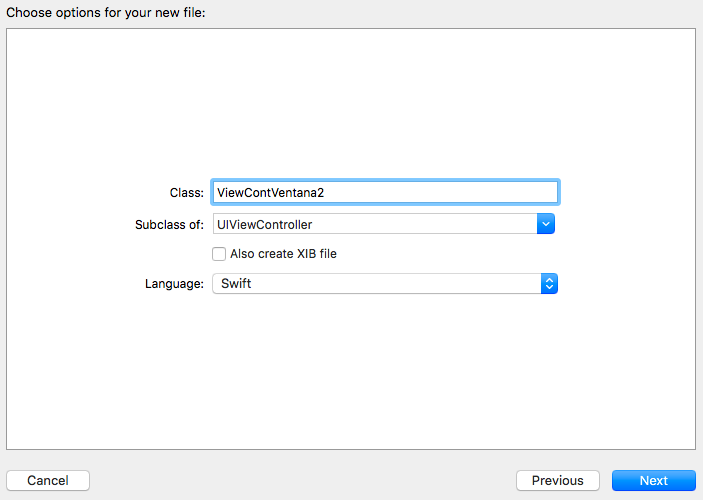 Choose options for your new file:
Class: ViewContVentana2
Subclass of: UIViewController
Also create XIB file
Language: Swift
Cancel Previous Next